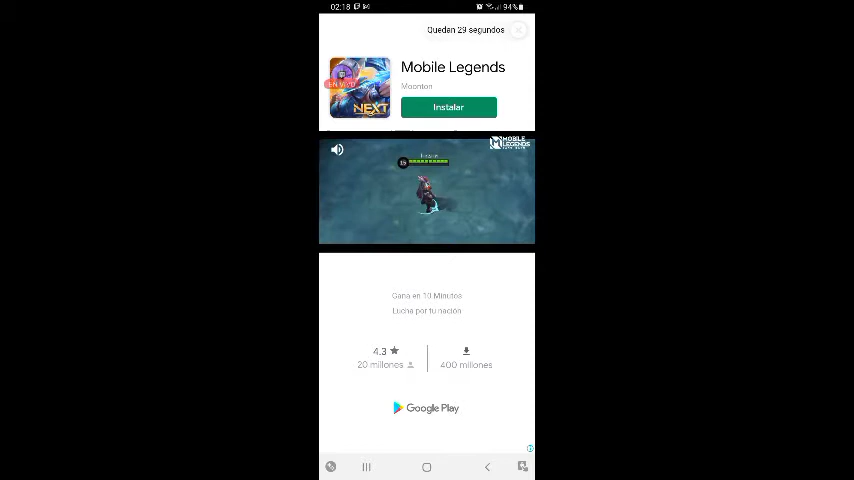 02:18
94%
Quedan 29 segundos
Mobile Legends
Moonton
EN VIVO
NEXT
Instalar
MOBILE
LEGENDS
15
Gana en 10 Minutos
Lucha por tu nación
4.3
20 millones
400 millones
Google Play